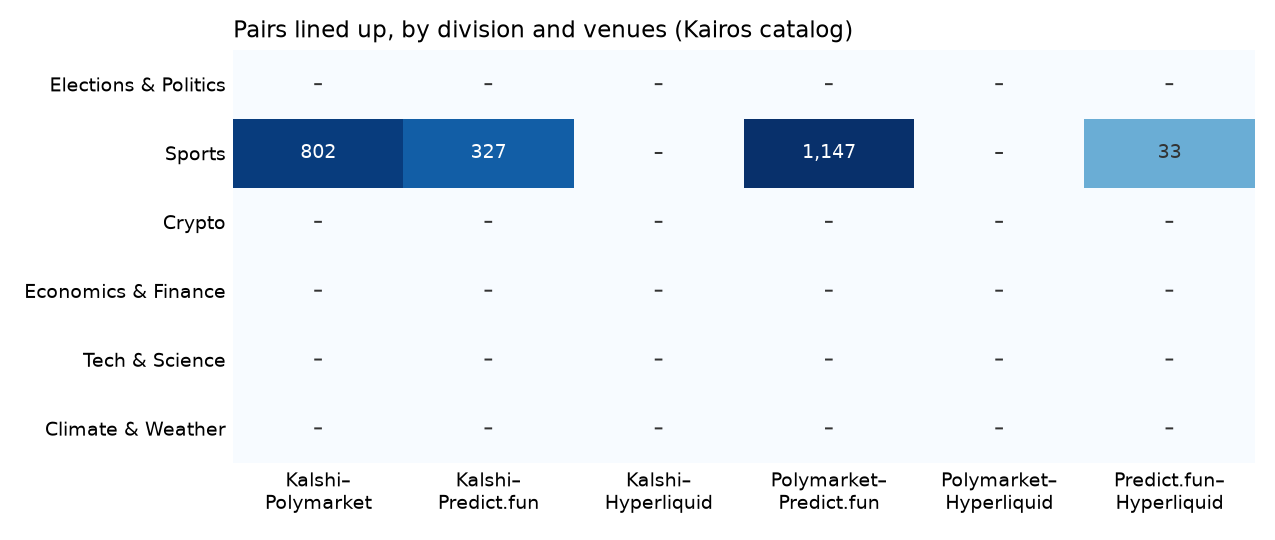 Pairs lined up, by division and venues (Kairos catalog)
Elections & Politics – – – – – –
Sports 802 327 – 1,147 – 33
Crypto – – – – – –
Economics & Finance – – – – – –
Tech & Science – – – – – –
Climate & Weather – – – – – –
Kalshi– Kalshi– Kalshi– Polymarket– Polymarket– Predict.fun–
Polymarket Predict.fun Hyperliquid Predict.fun Hyperliquid Hyperliquid